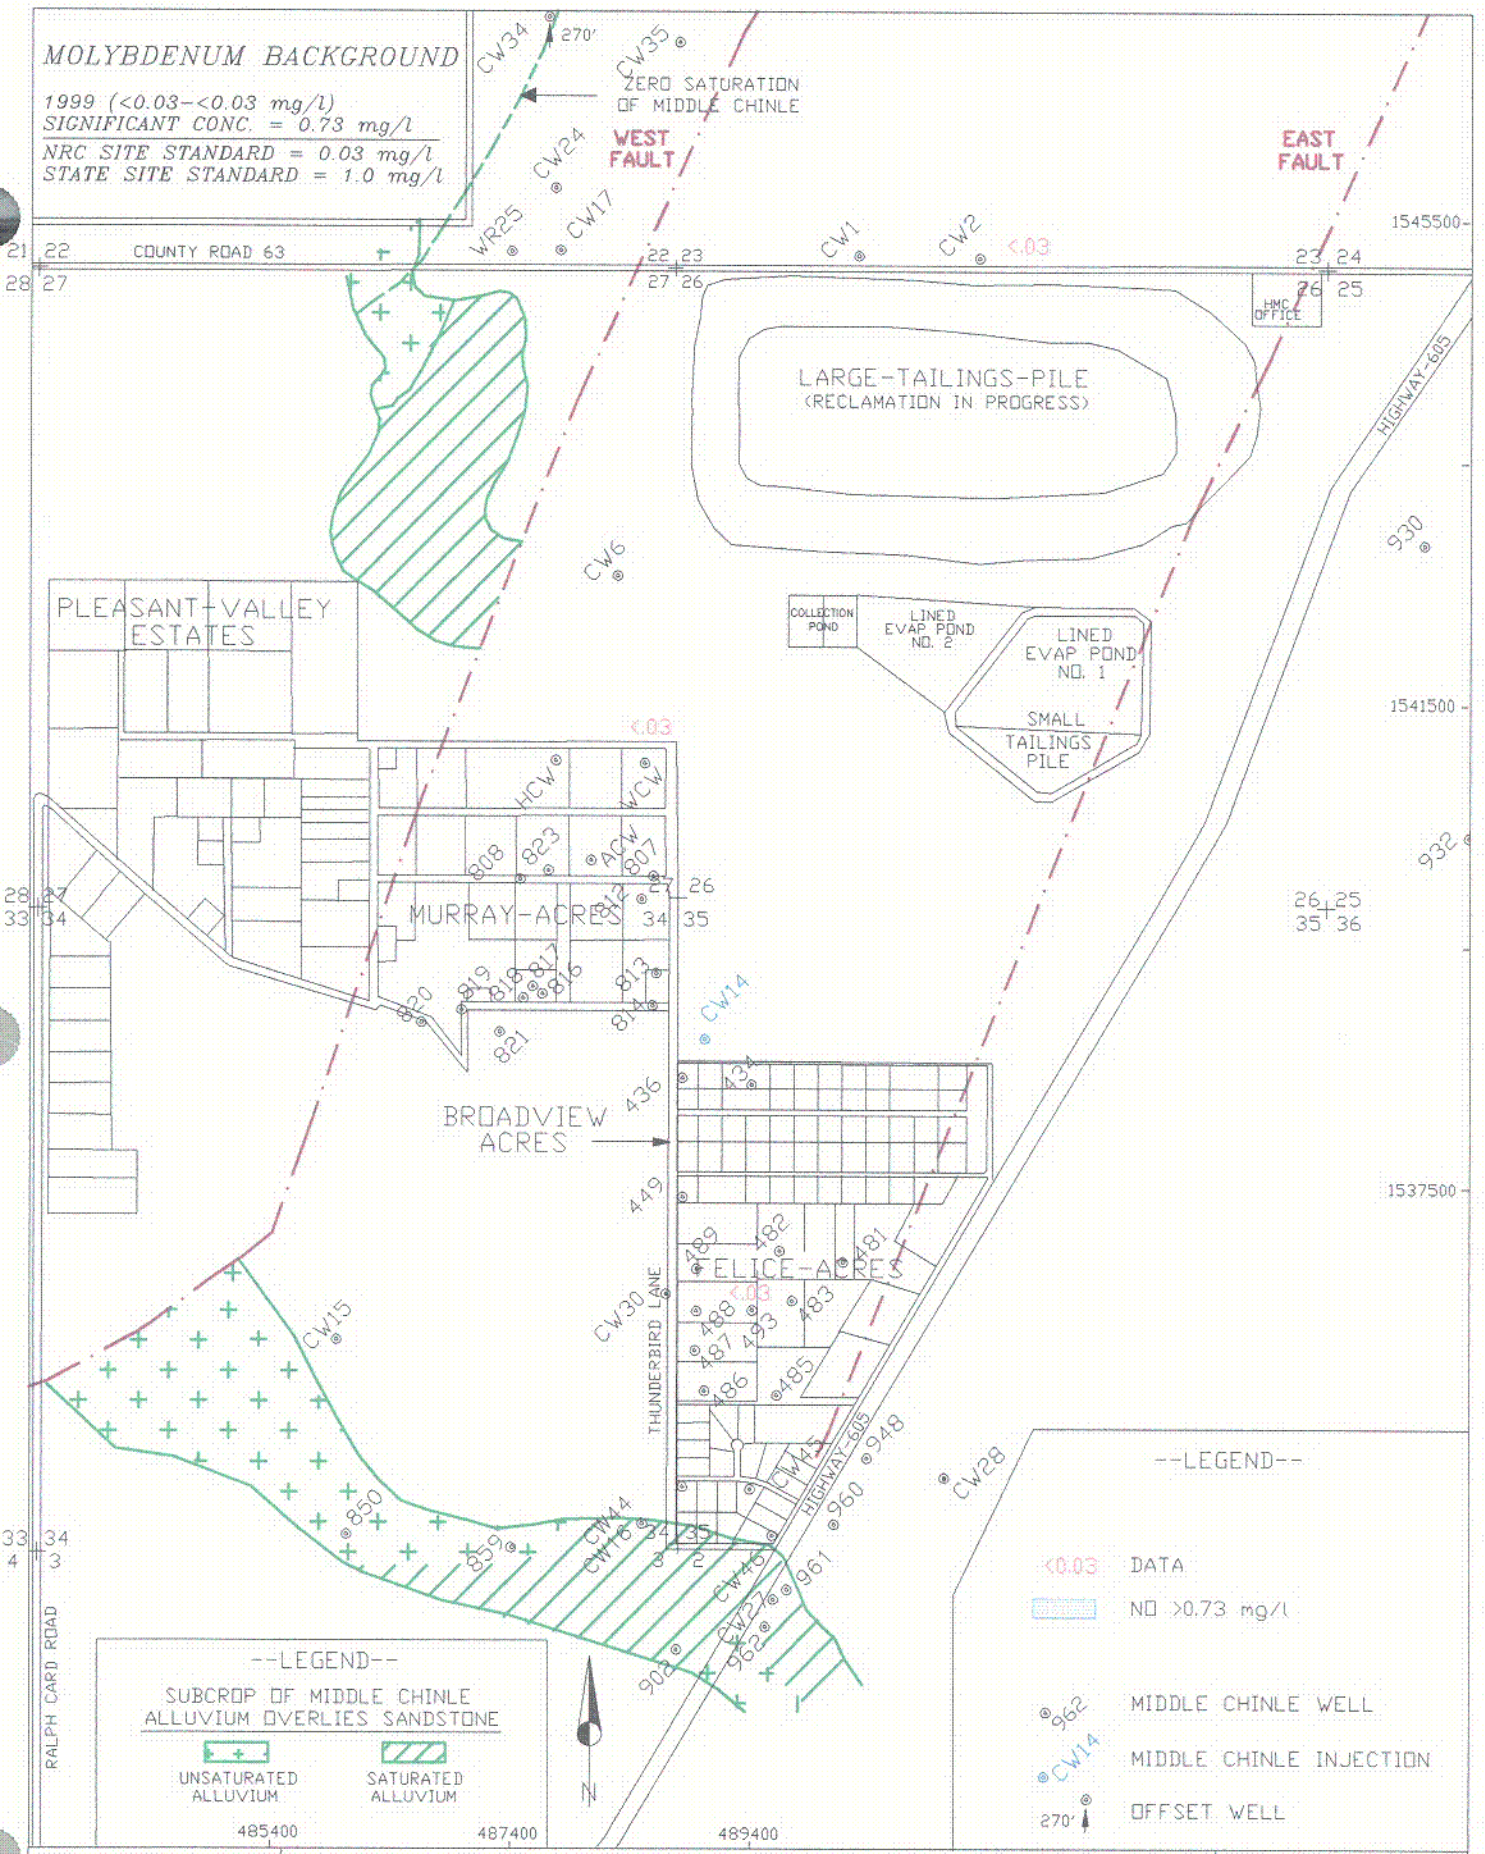 MOLYBDENUM BACKGROUND
1999 (<0.03-<0.03 mg/l)
SIGNIFICANT CONC. = 0.73 mg/l
NRC SITE STANDARD = 0.03 mg/l
STATE SITE STANDARD = 1.0 mg/l
CW34
270'
CW35
ZERO SATURATION
OF MIDDLE CHINLE
WEST
FAULT
EAST
FAULT
CW24
WR25
CW17
CW1
CW2
<.03
1545500
21 22
28 27
COUNTY ROAD 63
22 23
27 26
23 24
26 25
HMC
OFFICE
HIGHWAY-605
LARGE-TAILINGS-PILE
(RECLAMATION IN PROGRESS)
930
CW6
PLEASANT-VALLEY
ESTATES
COLLECTION
POND
LINED
EVAP POND
NO. 2
LINED
EVAP POND
NO. 1
SMALL
TAILINGS
PILE
1541500
<.03
HCW
WCW
808
823
ACW
807
932
28 27
33 34
812
27 26
34 35
MURRAY-ACRES
26 25
35 36
820
819
818
817
816
813
814
821
CW14
436
434
BROADVIEW
ACRES
449
1537500
489
482
481
FELICE-ACRES
<.03
CW30
THUNDERBIRD LANE
488
493
483
487
486
485
CW15
CW45
HIGHWAY-605
948
CW28
960
850
859
CW44
CW16
34 35
3 2
33 34
4 3
CW46
961
CW27
962
902
RALPH CARD ROAD
--LEGEND--
SUBCROP OF MIDDLE CHINLE
ALLUVIUM OVERLIES SANDSTONE
UNSATURATED
ALLUVIUM
SATURATED
ALLUVIUM
N
--LEGEND--
<0.03 DATA
NO >0.73 mg/l
962 MIDDLE CHINLE WELL
CW14 MIDDLE CHINLE INJECTION
270' OFFSET WELL
485400
487400
489400